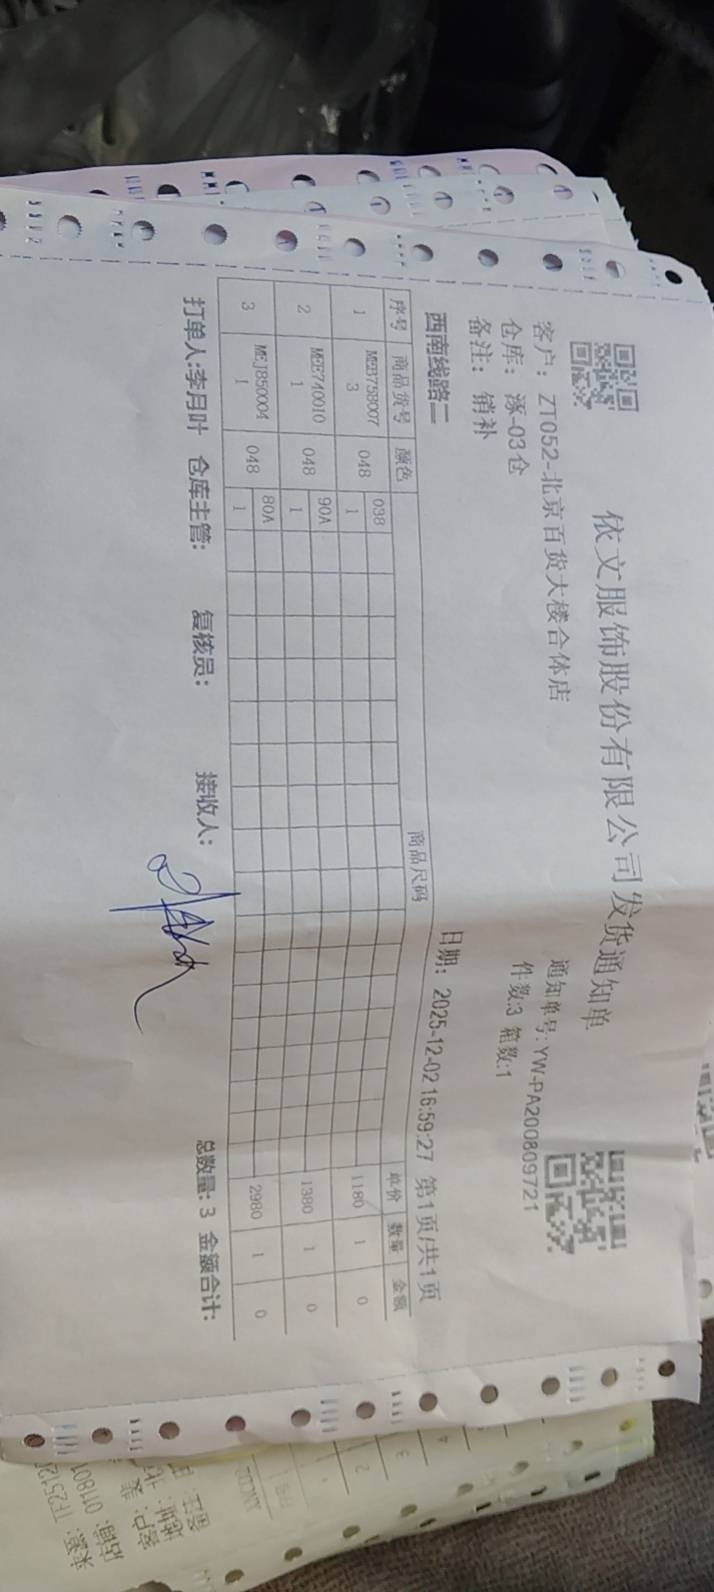 依文服饰股份有限公司发货通知单
客户：ZT052-北京百货大楼合体店
通知单号:YW-PA200809721
仓库：涿-03仓
件数:3 箱数:1
备注：销补
西南线路二
日期：2025-12-02 16:59:27 第1页/共1页
序号 商品货号 颜色 商品尺码 单价 数量 金额
1 MEB758007 3 048 038 1 1180 1 0
2 MEE740010 1 048 90A 1 1380 1 0
3 MEJ850004 1 048 80A 1 2980 1 0
打单人:李月叶 仓库主管: 复核员: 接收人: 总数量: 3 金额合计: